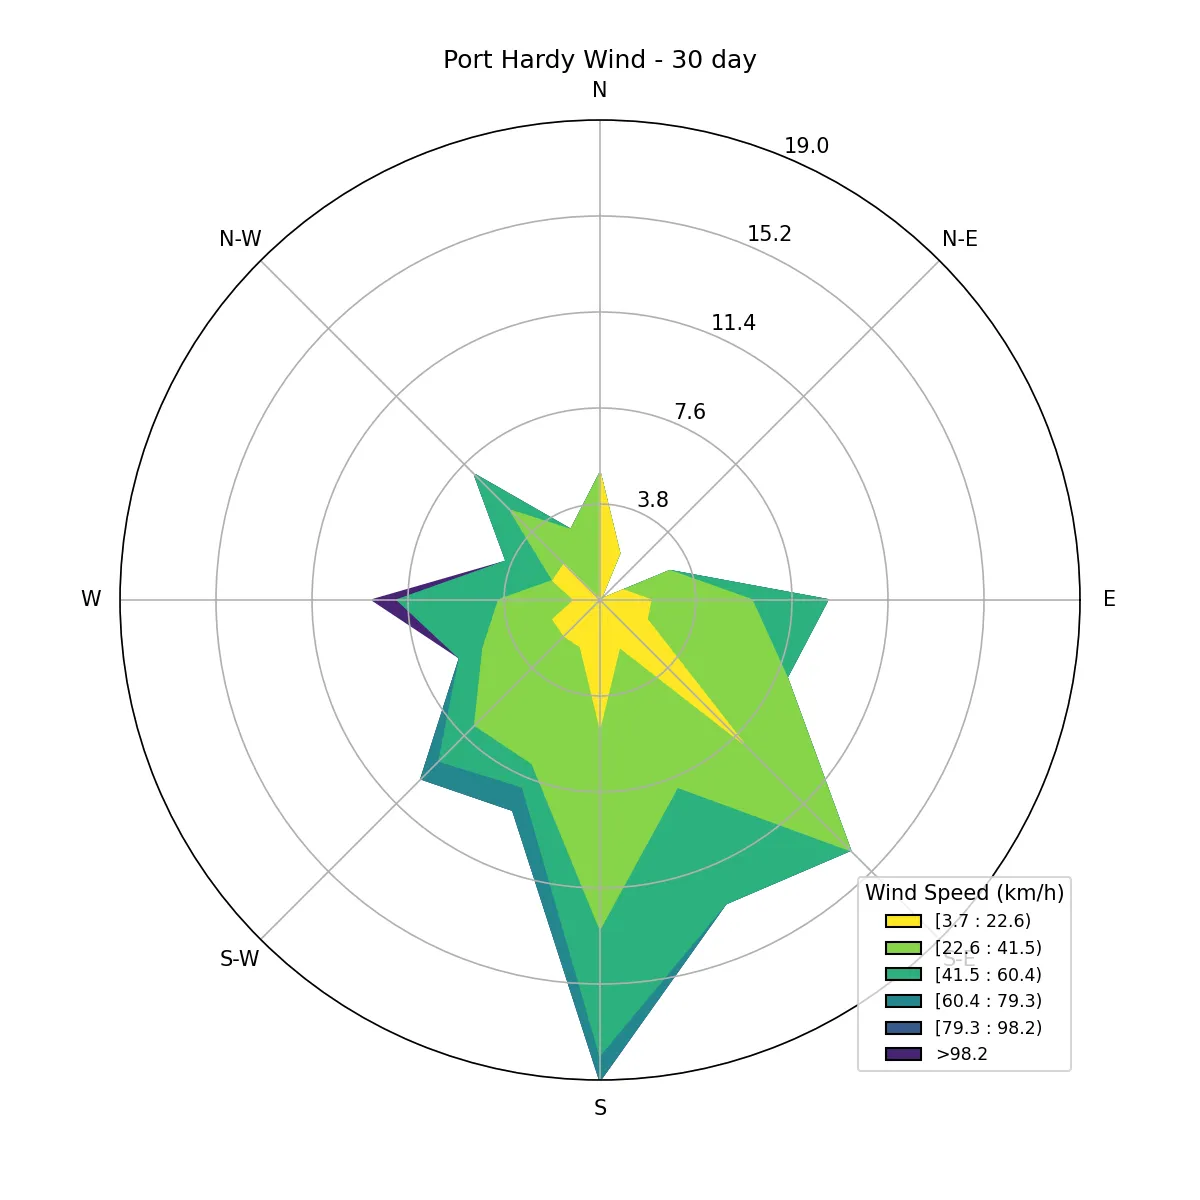 Port Hardy Wind - 30 day
N
19.0
N-W
15.2
N-E
11.4
7.6
3.8
W
E
Wind Speed (km/h)
[3.7 : 22.6)
[22.6 : 41.5)
S-W
S-E
[41.5 : 60.4)
[60.4 : 79.3)
[79.3 : 98.2)
>98.2
S